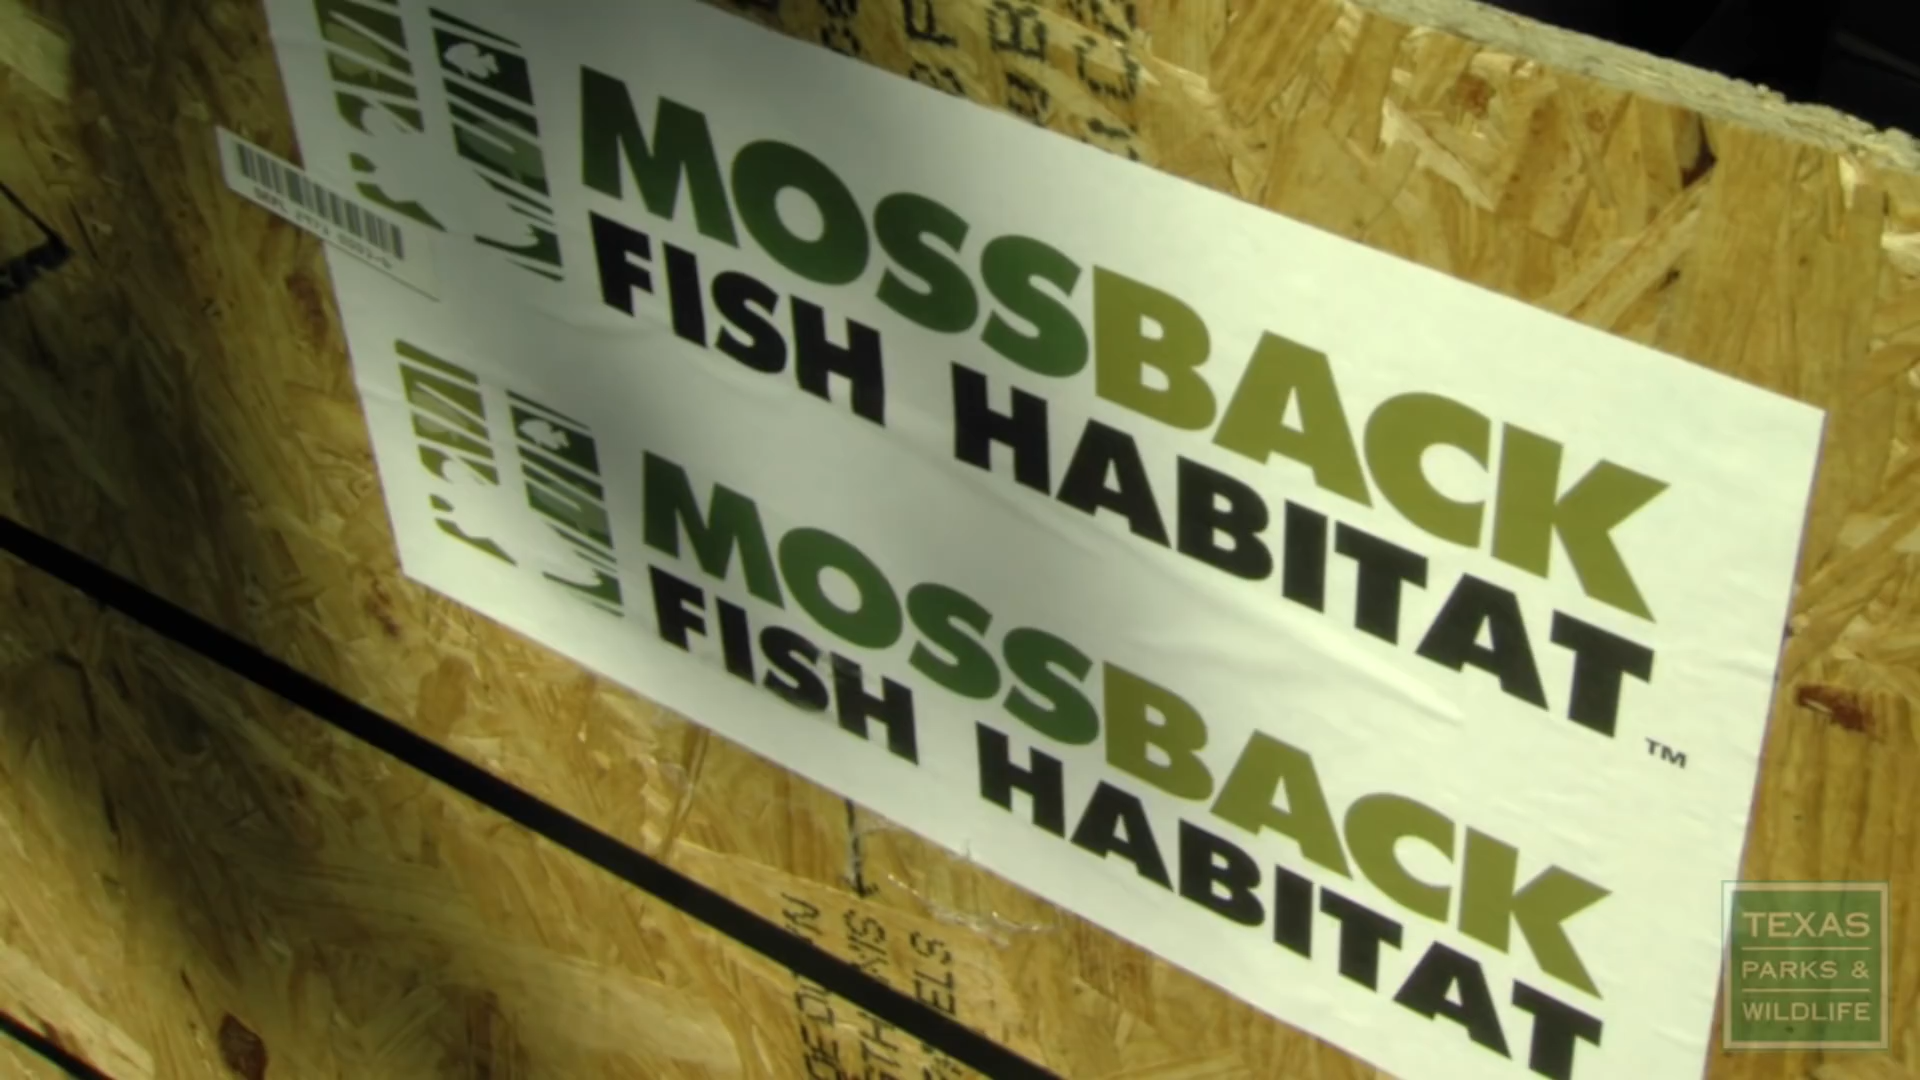 MOSSBACK
FISH HABITAT
TM
MOSSBACK
FISH HABITAT
TEXAS
PARKS &
WILDLIFE